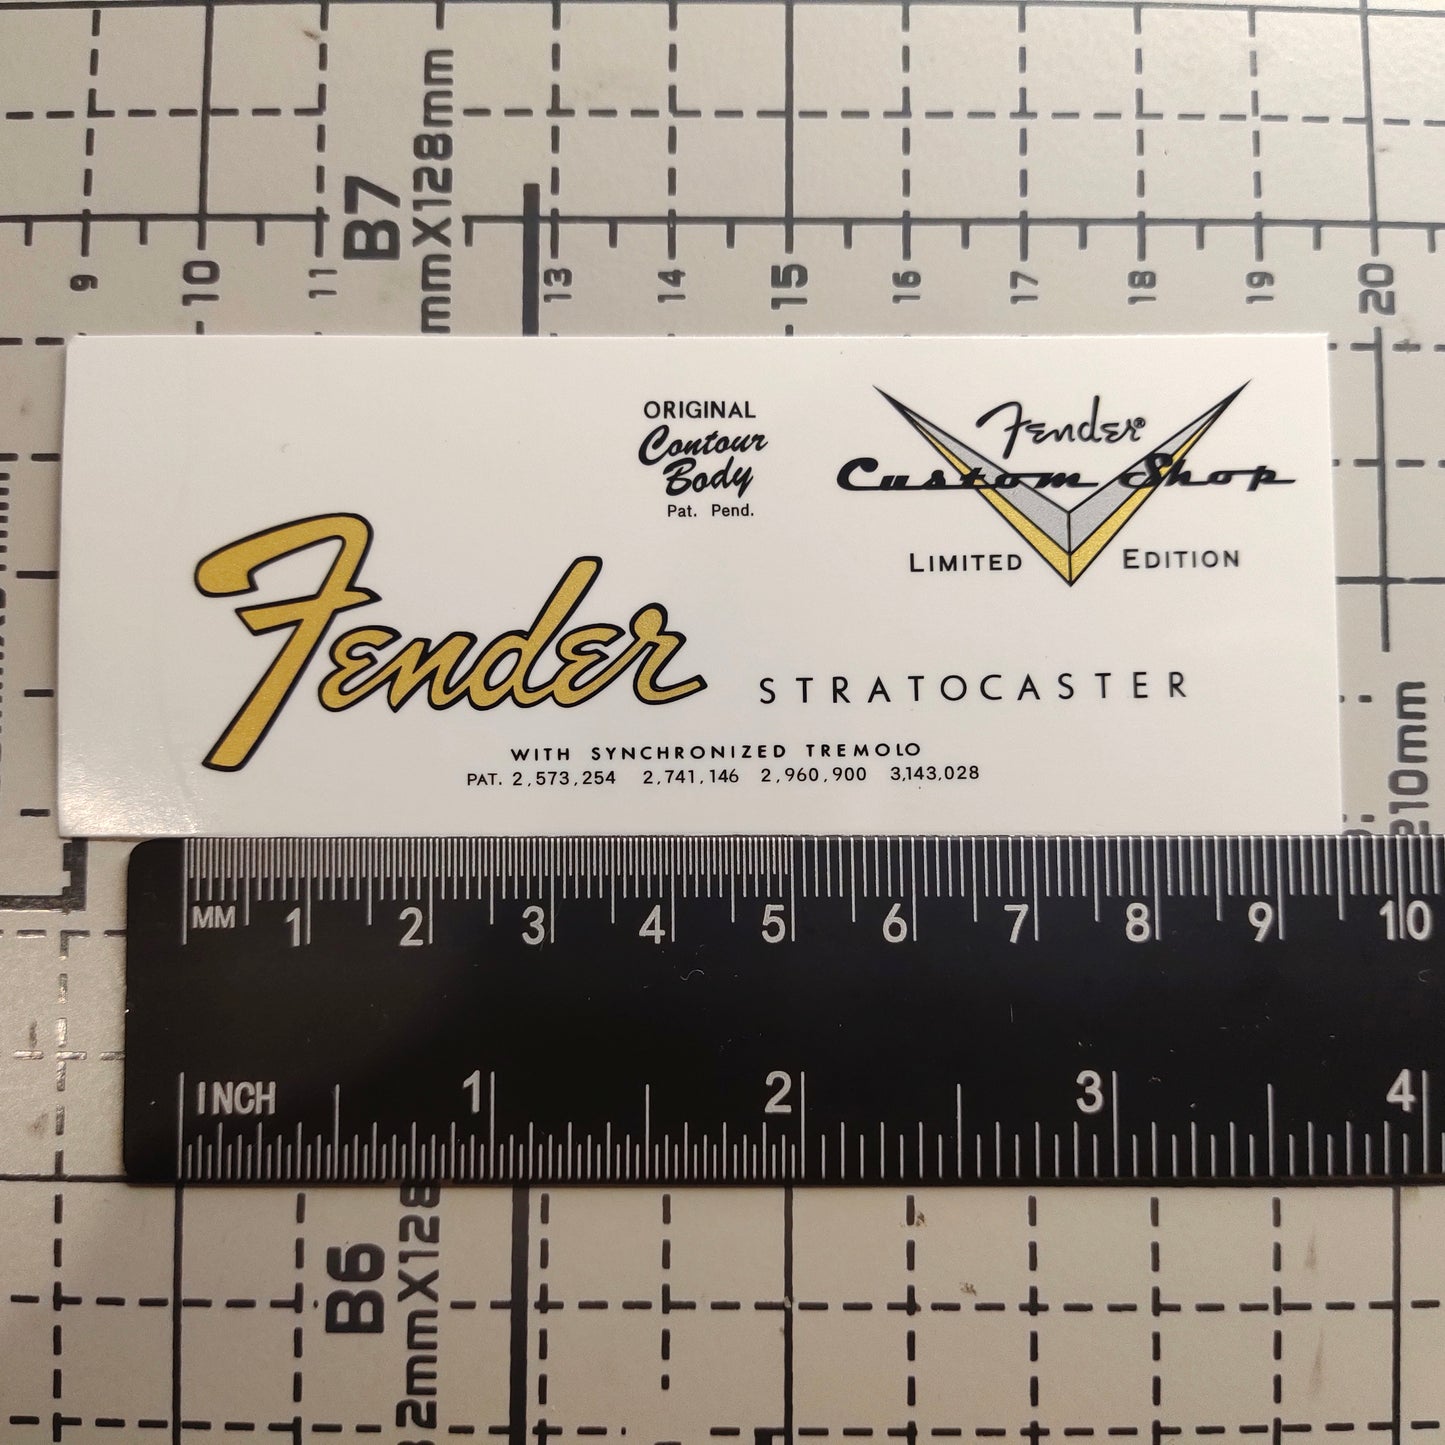 B7
mmX128mm
9 10 11 13 14 15 16 17 18 19 20
ORIGINAL
Contour
Body
Pat. Pend.
Fender®
Custom Shop
LIMITED EDITION
Fender STRATOCASTER
WITH SYNCHRONIZED TREMOLO
PAT. 2,573,254 2,741,146 2,960,900 3,143,028
210mm
MM 1 2 3 4 5 6 7 8 9 10
INCH 1 2 3 4
B6
2mmX128